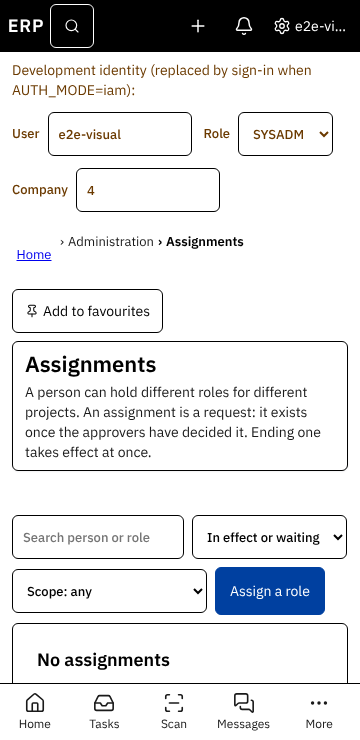 ERP
e2e-vi...
Development identity (replaced by sign-in when
AUTH_MODE=iam):
User e2e-visual Role SYSADM
Company 4
Home › Administration › Assignments
Add to favourites
Assignments
A person can hold different roles for different
projects. An assignment is a request: it exists
once the approvers have decided it. Ending one
takes effect at once.
Search person or role In effect or waiting
Scope: any Assign a role
No assignments
Home Tasks Scan Messages More